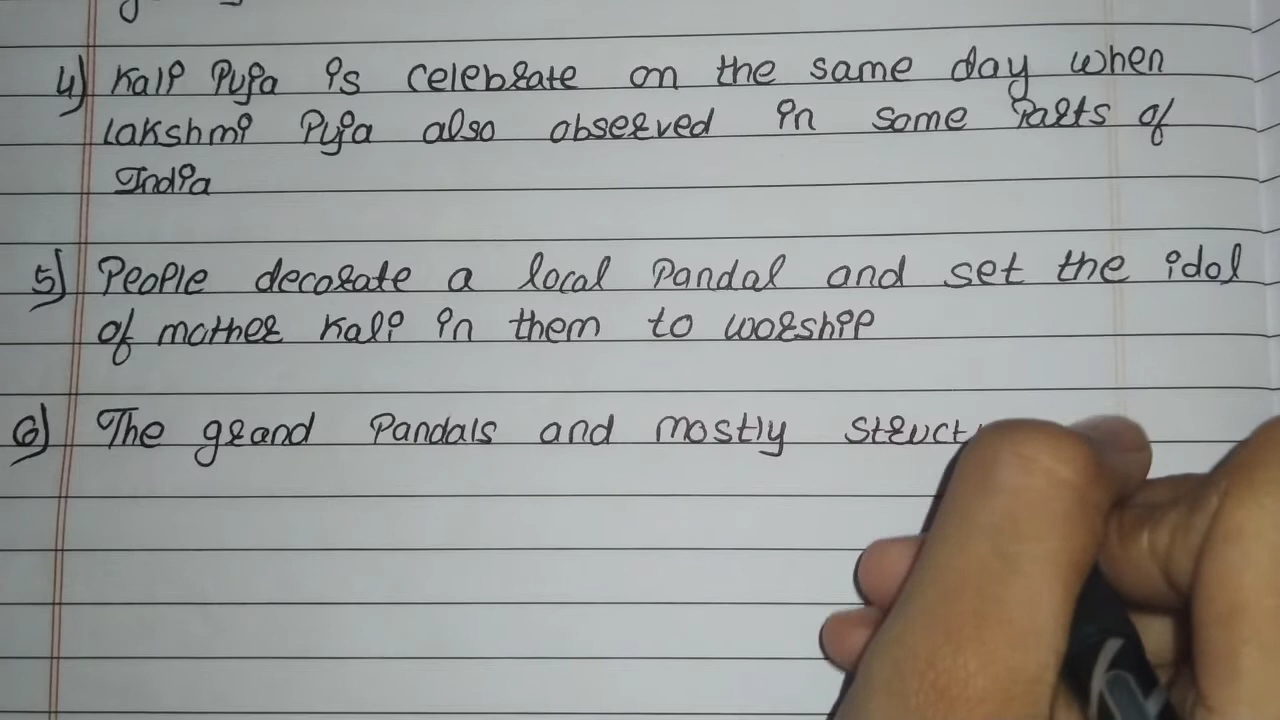 4) Kali Puja is celebrate on the same day when
Lakshmi Puja also observed in some Parts of
India
5) People decorate a local Pandal and set the idol
of mother Kali in them to worship
6) The grand Pandals and mostly struct